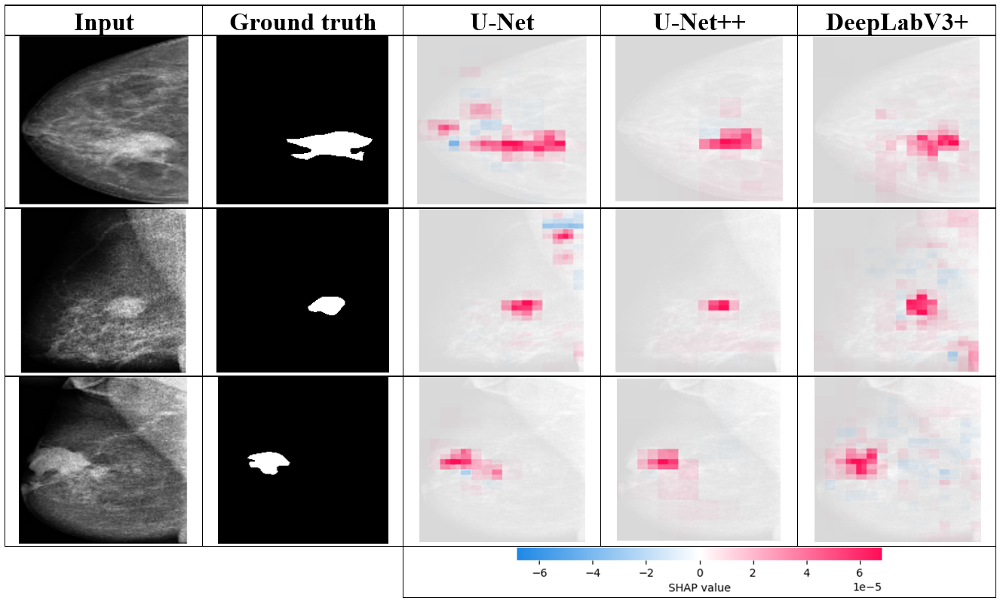 Input Ground truth U-Net U-Net++ DeepLabV3+
−6 −4 −2 0 2 4 6
SHAP value 1e−5